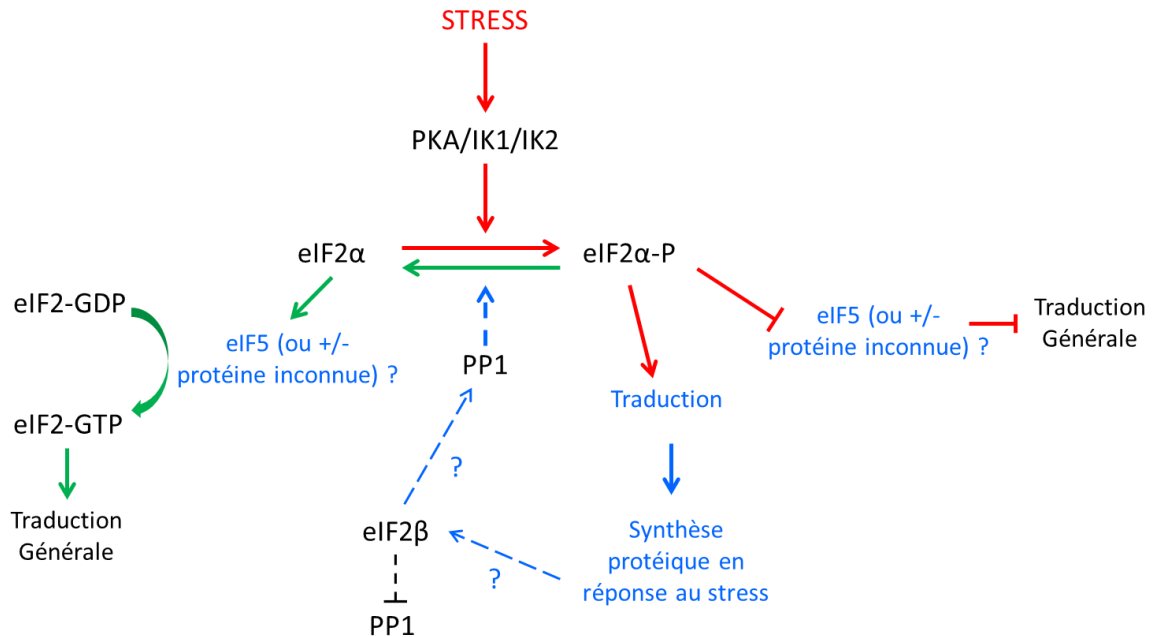 STRESS
PKA/IK1/IK2
eIF2α
eIF2α-P
eIF2-GDP
eIF5 (ou +/-
protéine inconnue) ?
eIF2-GTP
Traduction
Générale
PP1
?
eIF2β
PP1
Traduction
Synthèse
protéique en
réponse au stress
?
eIF5 (ou +/-
protéine inconnue) ?
Traduction
Générale